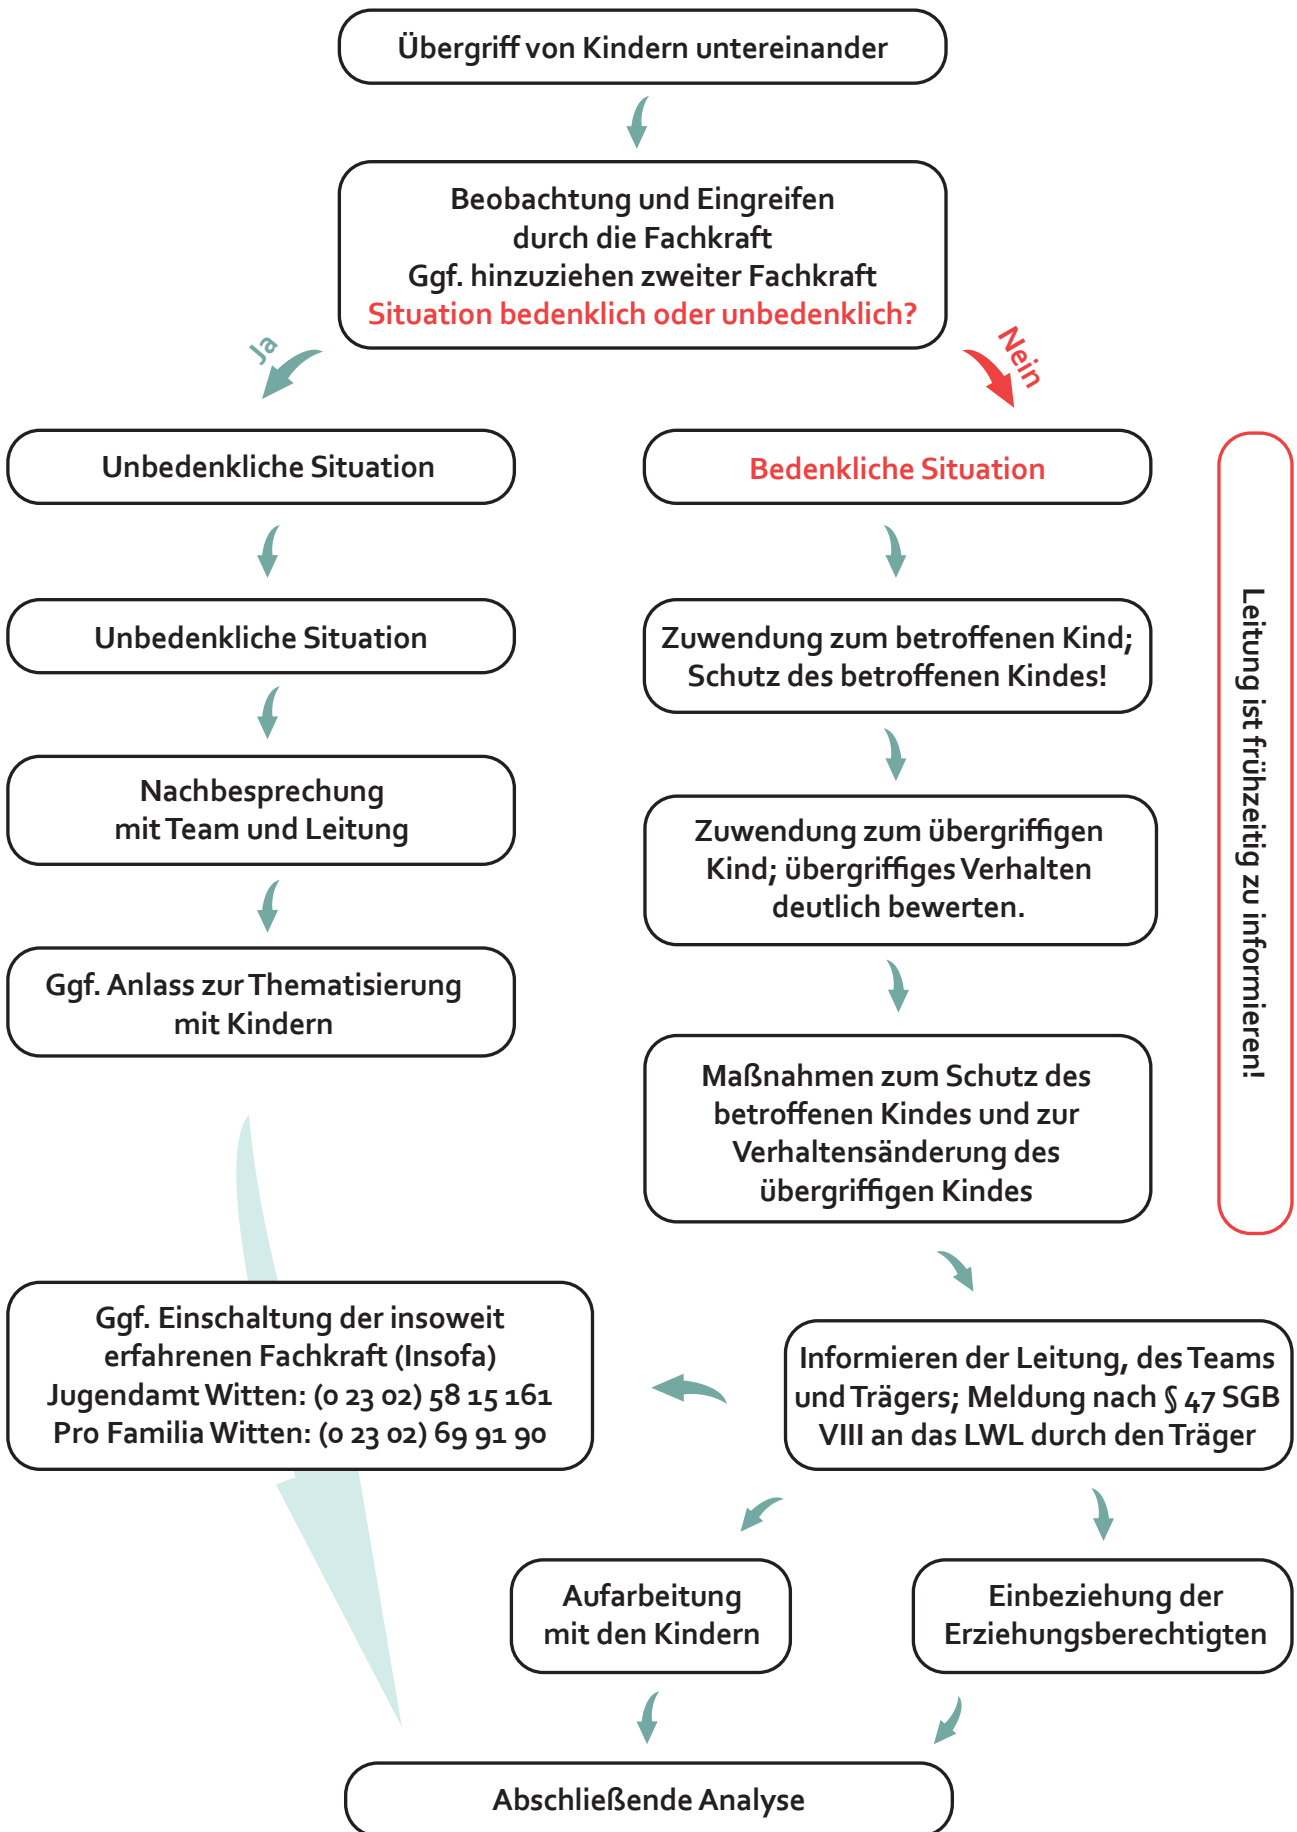 Übergriff von Kindern untereinander
Beobachtung und Eingreifen
durch die Fachkraft
Ggf. hinzuziehen zweiter Fachkraft
Situation bedenklich oder unbedenklich?
Ja
Nein
Unbedenkliche Situation
Unbedenkliche Situation
Nachbesprechung
mit Team und Leitung
Ggf. Anlass zur Thematisierung
mit Kindern
Bedenkliche Situation
Zuwendung zum betroffenen Kind;
Schutz des betroffenen Kindes!
Zuwendung zum übergriffigen
Kind; übergriffiges Verhalten
deutlich bewerten.
Maßnahmen zum Schutz des
betroffenen Kindes und zur
Verhaltensänderung des
übergriffigen Kindes
Leitung ist frühzeitig zu informieren!
Informieren der Leitung, des Teams
und Trägers; Meldung nach § 47 SGB
VIII an das LWL durch den Träger
Ggf. Einschaltung der insoweit
erfahrenen Fachkraft (Insofa)
Jugendamt Witten: (0 23 02) 58 15 161
Pro Familia Witten: (0 23 02) 69 91 90
Aufarbeitung
mit den Kindern
Einbeziehung der
Erziehungsberechtigten
Abschließende Analyse